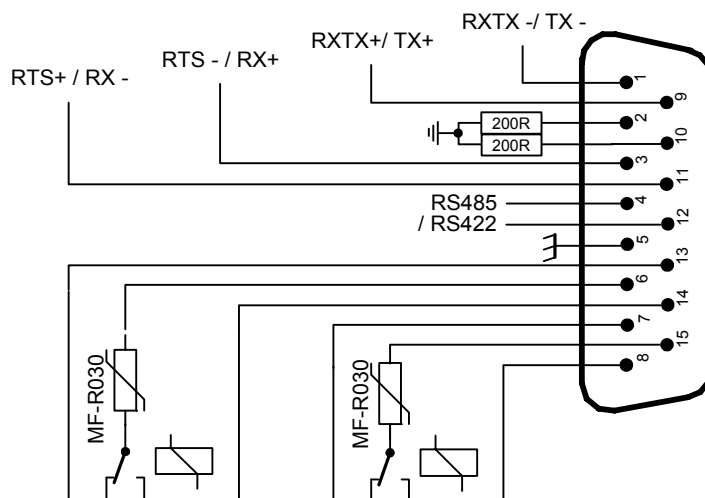 RXTX -/ TX -
RXTX+/ TX+
RTS - / RX+
RTS+ / RX -
200R
200R
RS485
/ RS422
1
9
2
10
3
11
4
12
5
13
6
14
7
15
8
MF-R030
MF-R030